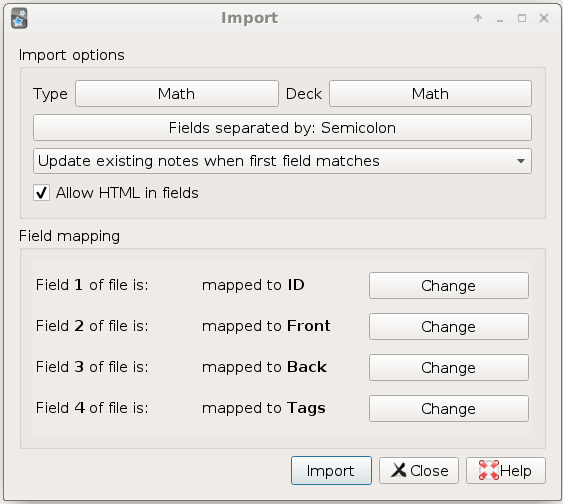 Import
Import options
Type Math Deck Math
Fields separated by: Semicolon
Update existing notes when first field matches
Allow HTML in fields
Field mapping
Field 1 of file is: mapped to ID Change
Field 2 of file is: mapped to Front Change
Field 3 of file is: mapped to Back Change
Field 4 of file is: mapped to Tags Change
Import Close Help